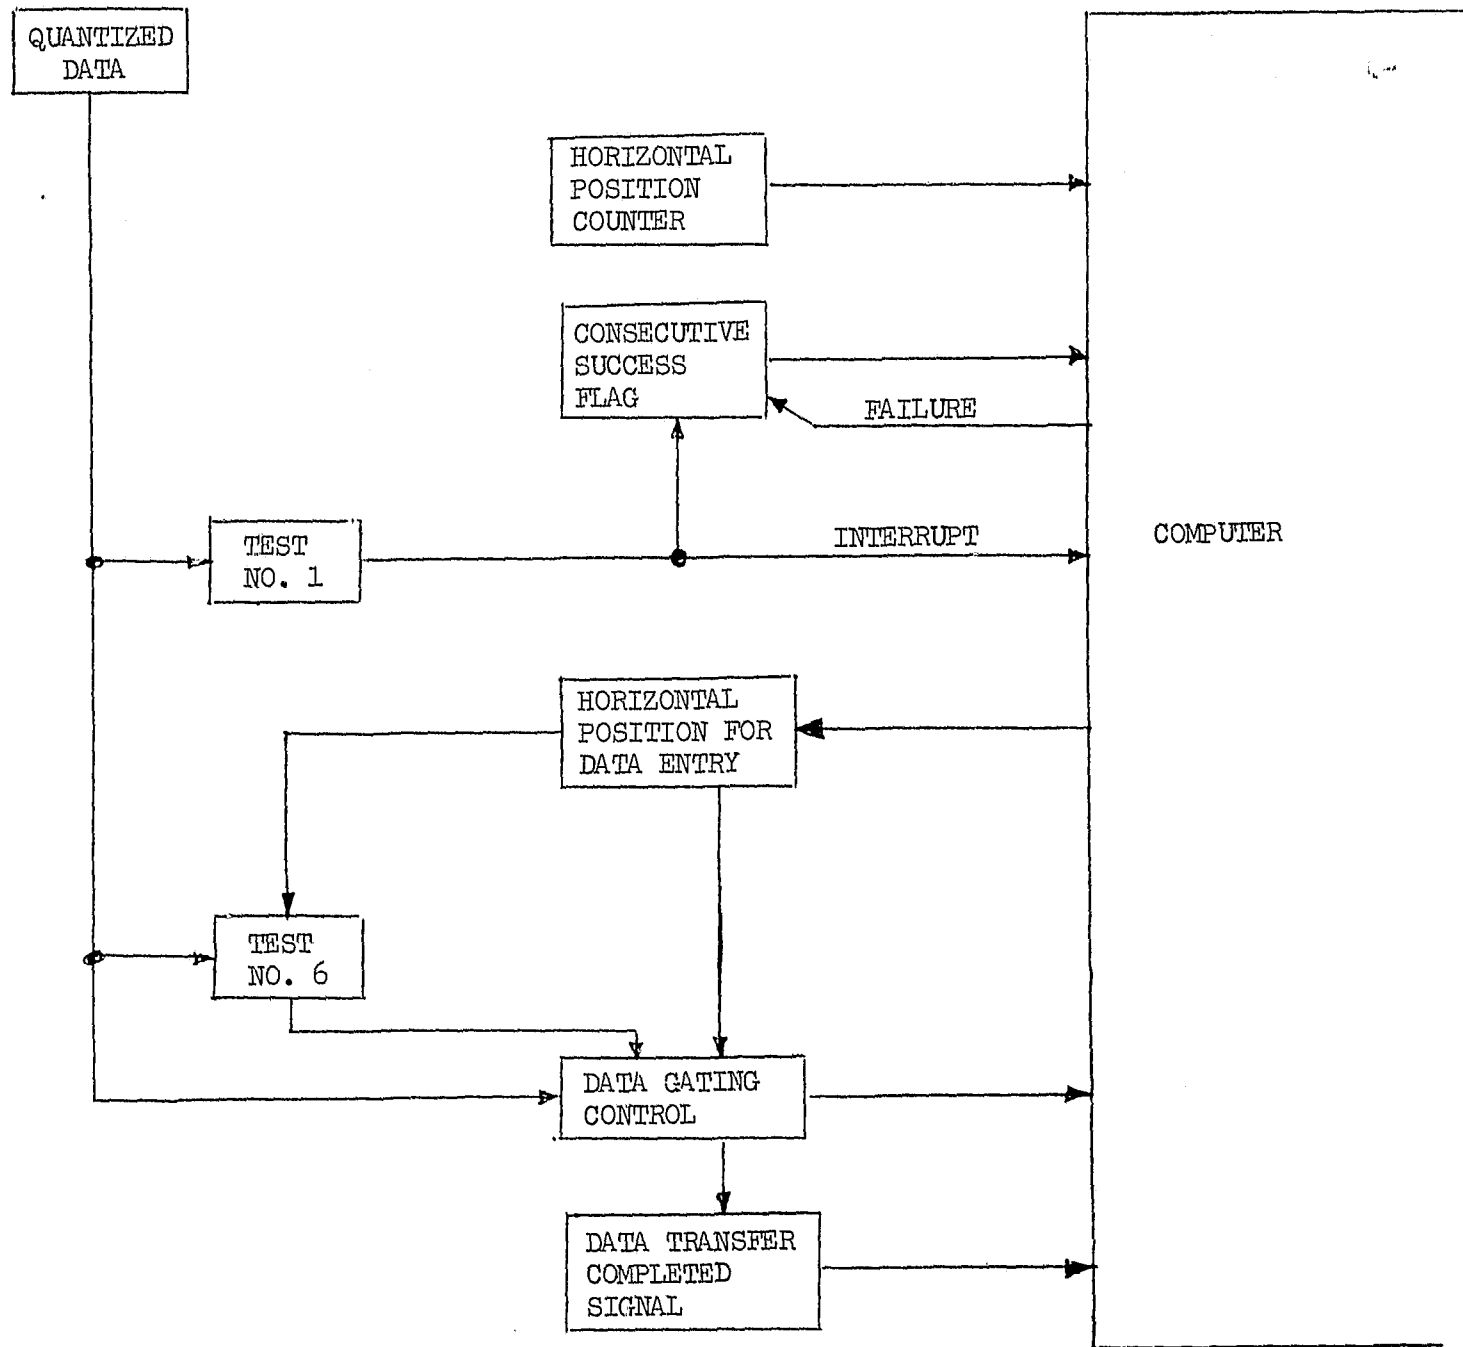 QUANTIZED
DATA
HORIZONTAL
POSITION
COUNTER
CONSECUTIVE
SUCCESS
FLAG
FAILURE
TEST
NO. 1
INTERRUPT
COMPUTER
HORIZONTAL
POSITION FOR
DATA ENTRY
TEST
NO. 6
DATA GATING
CONTROL
DATA TRANSFER
COMPLETED
SIGNAL